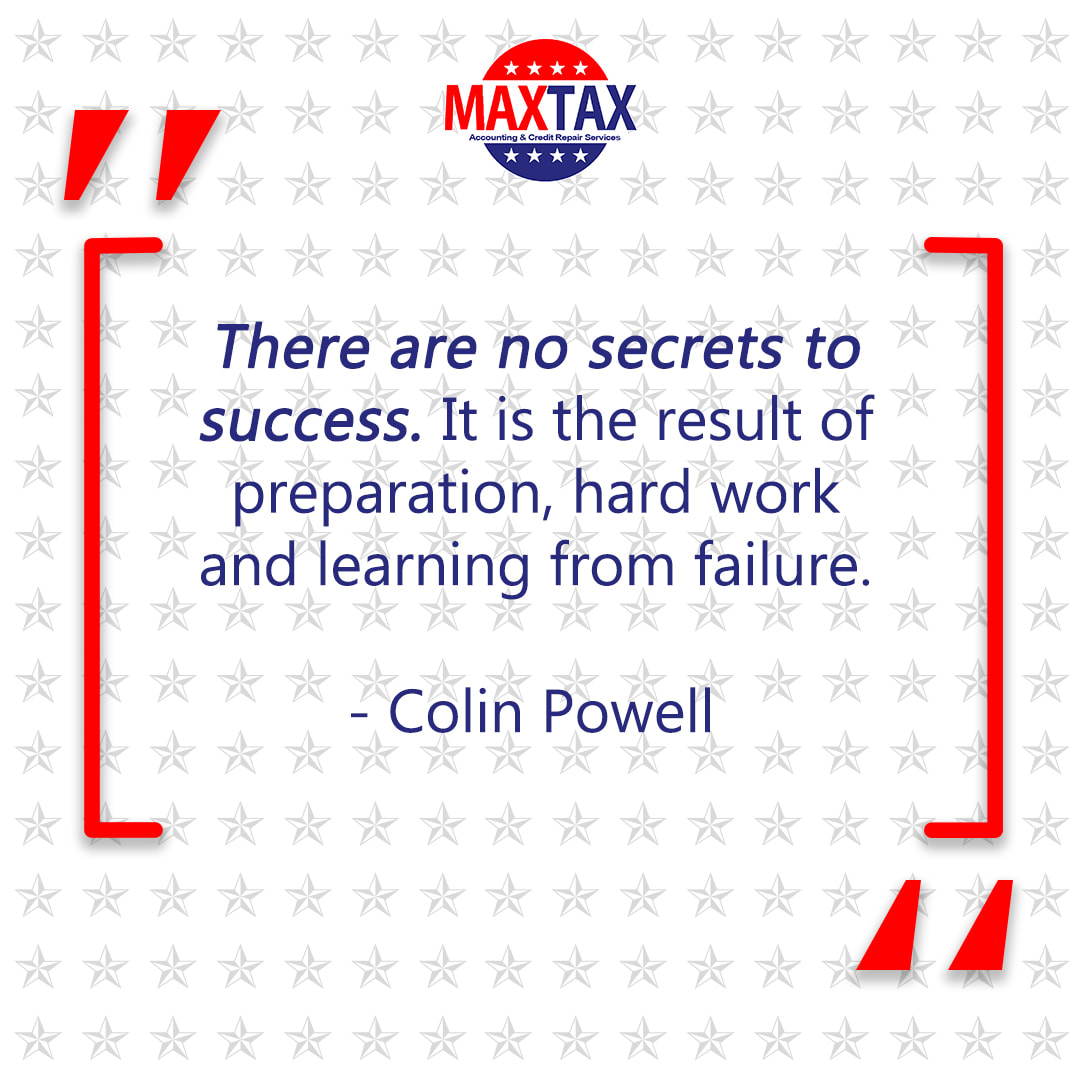 MAXTAX
Accounting & Credit Repair Services
There are no secrets to
success. It is the result of
preparation, hard work
and learning from failure.
- Colin Powell